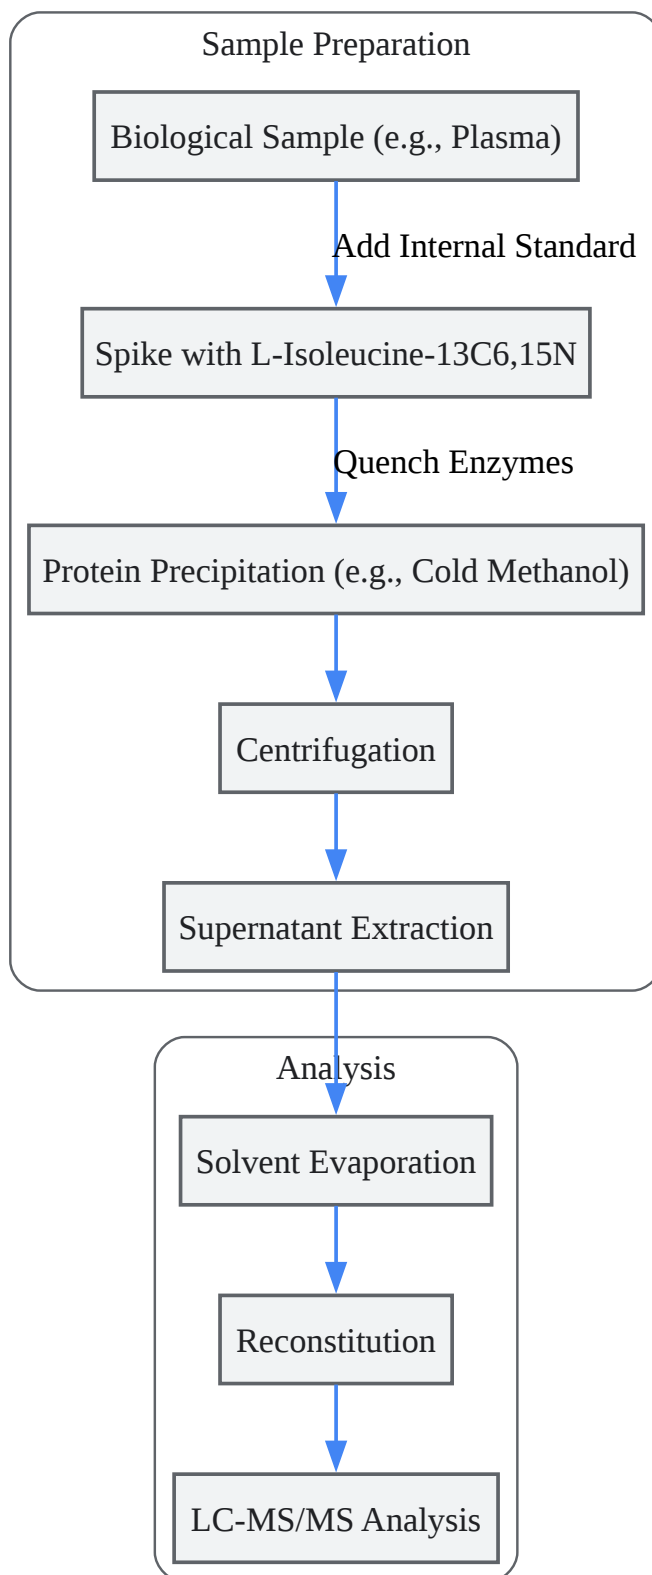 Sample Preparation
Biological Sample (e.g., Plasma)
Add Internal Standard
Spike with L-Isoleucine-13C6,15N
Quench Enzymes
Protein Precipitation (e.g., Cold Methanol)
Centrifugation
Supernatant Extraction
Analysis
Solvent Evaporation
Reconstitution
LC-MS/MS Analysis